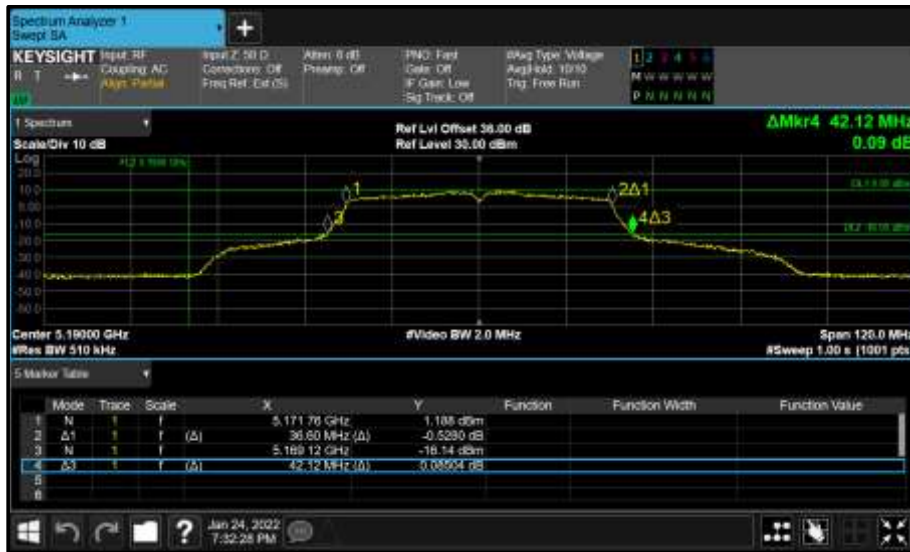 Spectrum Analyzer 1
Swept SA
+
KEYSIGHT
R T
Input: RF
Coupling: AC
Align: Partial
Input Z: 50 Ω
Corrections: Off
Freq Ref: Ext (S)
Atten: 6 dB
Preamp: Off
PNO: Fast
Gate: Off
IF Gain: Low
Sig Track: Off
#Avg Type: Voltage
Avg|Hold: 10/10
Trig: Free Run
1 2 3 4 5 6
M W W W W W
P N N N N N
1 Spectrum
Scale/Div 10 dB
Ref Lvl Offset 36.00 dB
Ref Level 30.00 dBm
ΔMkr4 42.12 MHz
0.09 dB
Log
20.0
10.0
0.00
-10.0
-20.0
-30.0
-40.0
-50.0
-60.0
1
2Δ1
3
4Δ3
Center 5.19000 GHz
#Res BW 510 kHz
#Video BW 2.0 MHz
Span 120.0 MHz
#Sweep 1.00 s (1001 pts
5 Marker Table
Mode Trace Scale X Y Function Function Width Function Value
1 N 1 f 5.171 76 GHz 1.188 dBm
2 Δ1 1 f (Δ) 36.60 MHz (Δ) -0.5280 dB
3 N 1 f 5.169 12 GHz -16.14 dBm
4 Δ3 1 f (Δ) 42.12 MHz (Δ) 0.08504 dB
5
6
?
Jan 24, 2022
7:32:28 PM